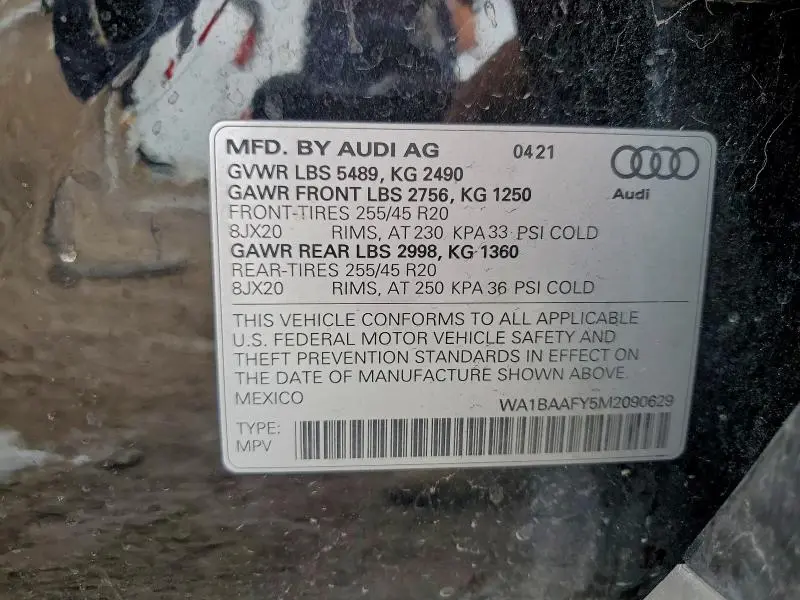 MFD. BY AUDI AG 0421
GVWR LBS 5489, KG 2490
GAWR FRONT LBS 2756, KG 1250
Audi
FRONT-TIRES 255/45 R20
8JX20 RIMS, AT 230 KPA 33 PSI COLD
GAWR REAR LBS 2998, KG 1360
REAR-TIRES 255/45 R20
8JX20 RIMS, AT 250 KPA 36 PSI COLD
THIS VEHICLE CONFORMS TO ALL APPLICABLE
U.S. FEDERAL MOTOR VEHICLE SAFETY AND
THEFT PREVENTION STANDARDS IN EFFECT ON
THE DATE OF MANUFACTURE SHOWN ABOVE.
MEXICO WA1BAAFY5M2090629
TYPE:
MPV